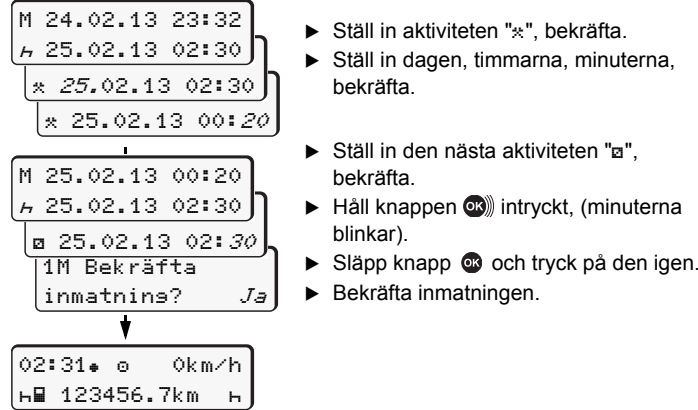 M 24.02.13 23:32
h 25.02.13 02:30
⚒ 25.02.13 02:30
⚒ 25.02.13 00:20
M 25.02.13 00:20
h 25.02.13 02:30
⍁ 25.02.13 02:30
1M Bekräfta
inmatning? Ja
02:31 ⊙ 0km/h
h 123456.7km h
► Ställ in aktiviteten "⚒", bekräfta.
► Ställ in dagen, timmarna, minuterna,
bekräfta.
► Ställ in den nästa aktiviteten "⍁",
bekräfta.
► Håll knappen OK intryckt, (minuterna
blinkar).
► Släpp knapp OK och tryck på den igen.
► Bekräfta inmatningen.